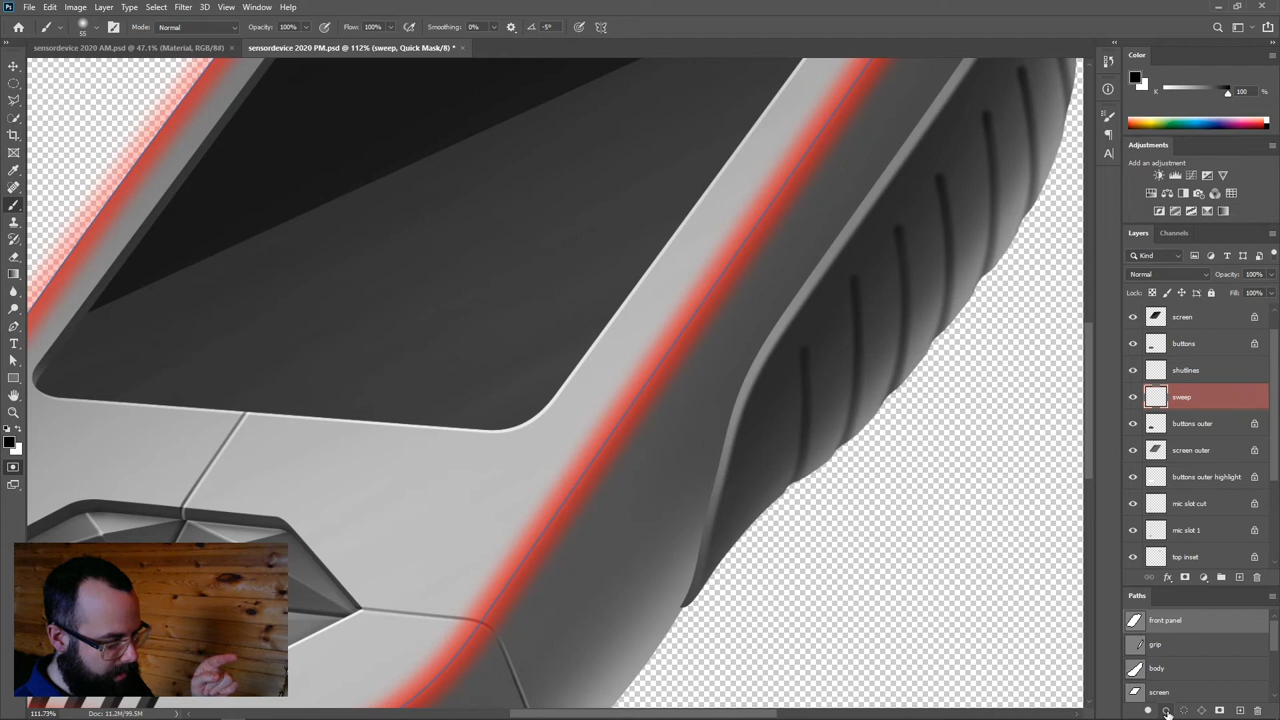 File Edit Image Layer Type Select Filter 3D View Window Help
55 Mode: Normal Opacity: 100% Flow: 100% Smoothing: 0% -5°
sensordevice 2020 AM.psd @ 47.1% (Material, RGB/8#) × sensordevice 2020 PM.psd @ 112% (sweep, Quick Mask/8) * ×
Color
K 100 %
Adjustments
Add an adjustment
Layers Channels
Kind
Normal Opacity: 100%
Lock: Fill: 100%
screen
buttons
shutlines
sweep
buttons outer
screen outer
buttons outer highlight
mic slot cut
mic slot 1
top inset
fx
Paths
front panel
grip
body
screen
111.73% Doc: 11.2M/99.5M